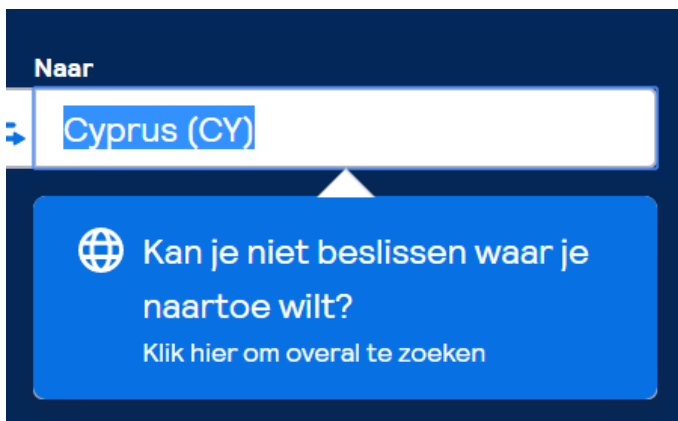 Naar
Cyprus (CY)
Kan je niet beslissen waar je
naartoe wilt?
Klik hier om overal te zoeken